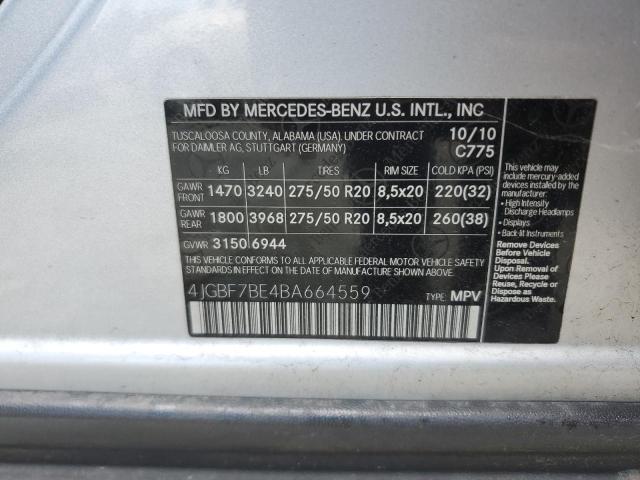 MFD BY MERCEDES-BENZ U.S. INTL., INC
TUSCALOOSA COUNTY, ALABAMA (USA). UNDER CONTRACT
FOR DAIMLER AG, STUTTGART (GERMANY)
10/10
C775
KG LB TIRES RIM SIZE COLD KPA (PSI)
GAWR FRONT 1470 3240 275/50 R20 8,5x20 220(32)
GAWR REAR 1800 3968 275/50 R20 8,5x20 260(38)
GVWR 3150 6944
THIS VEHICLE CONFORMS TO ALL APPLICABLE FEDERAL MOTOR VEHICLE SAFETY
AND THEFT PREVENTION STANDARDS IN EFFECT ON THE DATE OF MANUFACTURE SHOWN ABOVE.
4JGBF7BE4BA664559
TYPE: MPV
This vehicle may
include mercury-added
devices installed by the
manufacturer:
• High Intensity
Discharge Headlamps
• Displays
• Back-lit Instruments
Remove Devices
Before Vehicle
Disposal.
Upon Removal of
Devices Please
Reuse, Recycle or
Dispose as
Hazardous Waste.